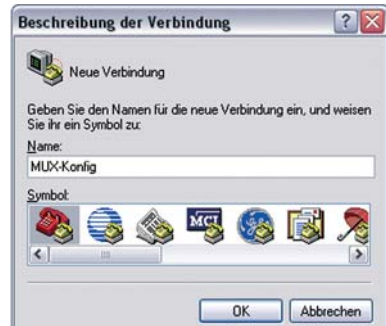 Beschreibung der Verbindung
Neue Verbindung
Geben Sie den Namen für die neue Verbindung ein, und weisen
Sie ihr ein Symbol zu:
Name:
MUX-Konfig
Symbol:
MCI
OK Abbrechen